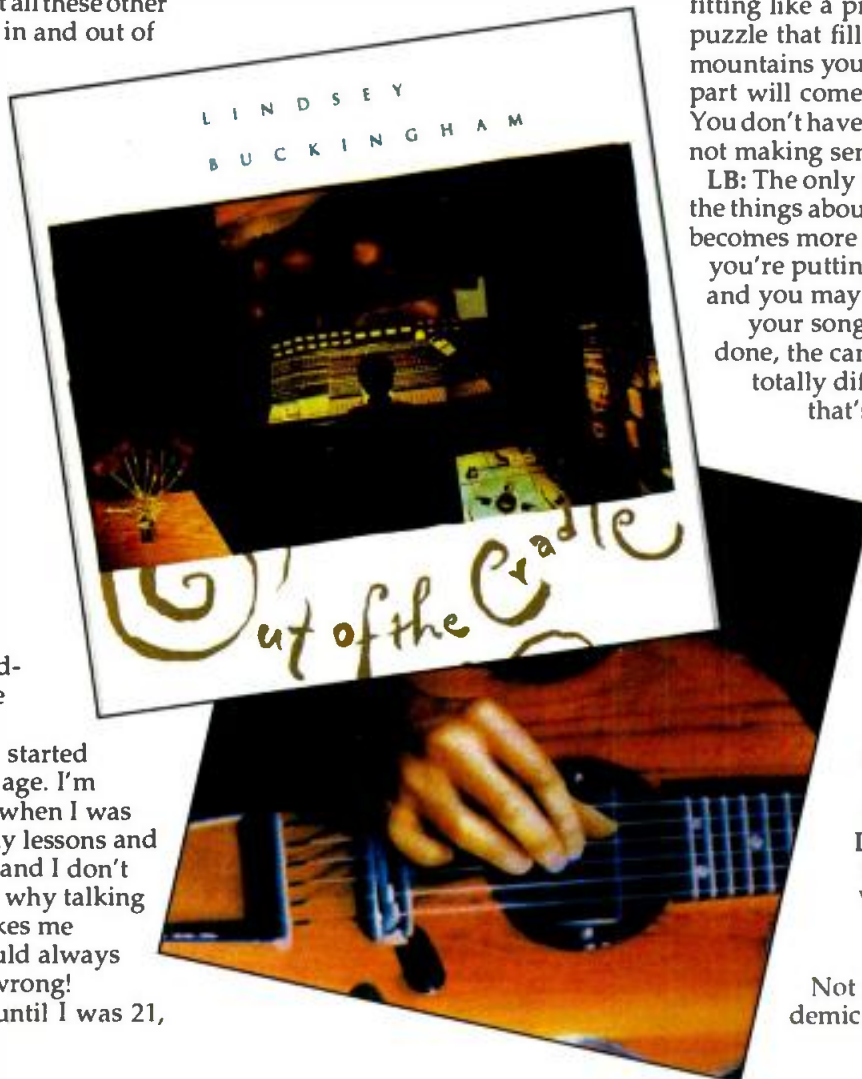 t all these other
in and out of
LINDSEY
BUCKINGHAM
Out of the Cradle
d-
e
started
age. I'm
when I was
y lessons and
and I don't
why talking
kes me
uld always
wrong!
until I was 21,
fitting like a
puzzle that fill
mountains you
part will come
You don't have
not making
LB: The only
the things abou
becomes more
you're puttin
and you may
your song
done, the
totally dif
that's
Not
demic